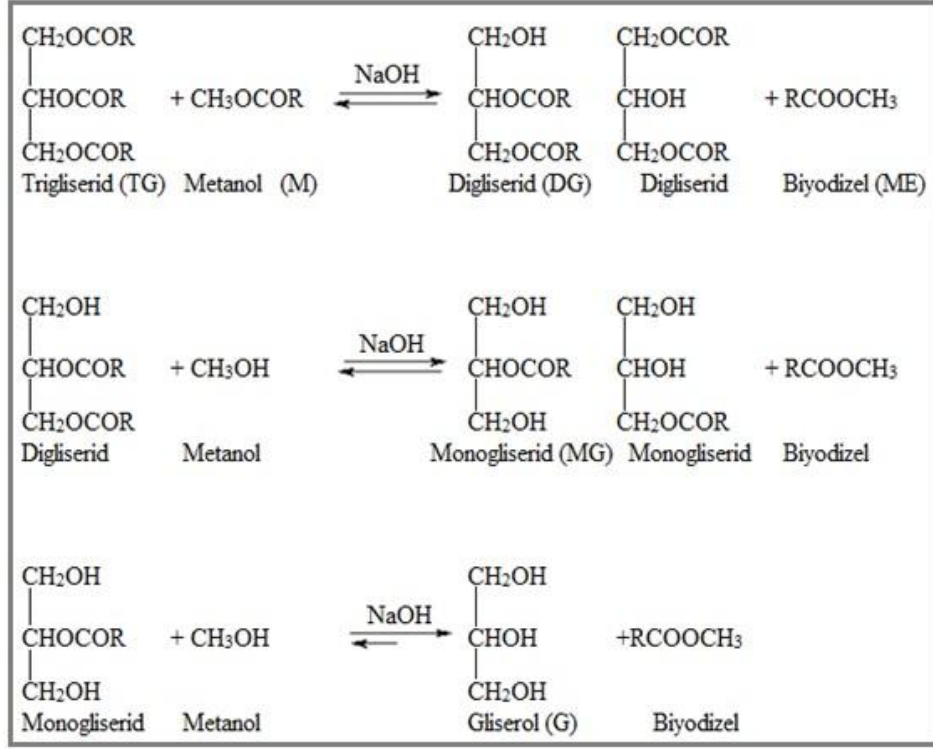 CH₂OCOR CH₂OH CH₂OCOR
NaOH
CHOCOR + CH₃OCOR CHOCOR CHOH + RCOOCH₃
CH₂OCOR CH₂OCOR CH₂OCOR
Trigliserid (TG) Metanol (M) Digliserid (DG) Digliserid Biyodizel (ME)
CH₂OH CH₂OH CH₂OH
NaOH
CHOCOR + CH₃OH CHOCOR CHOH + RCOOCH₃
CH₂OCOR CH₂OH CH₂OCOR
Digliserid Metanol Monogliserid (MG) Monogliserid Biyodizel
CH₂OH CH₂OH
NaOH
CHOCOR + CH₃OH CHOH +RCOOCH₃
CH₂OH CH₂OH
Monogliserid Metanol Gliserol (G) Biyodizel